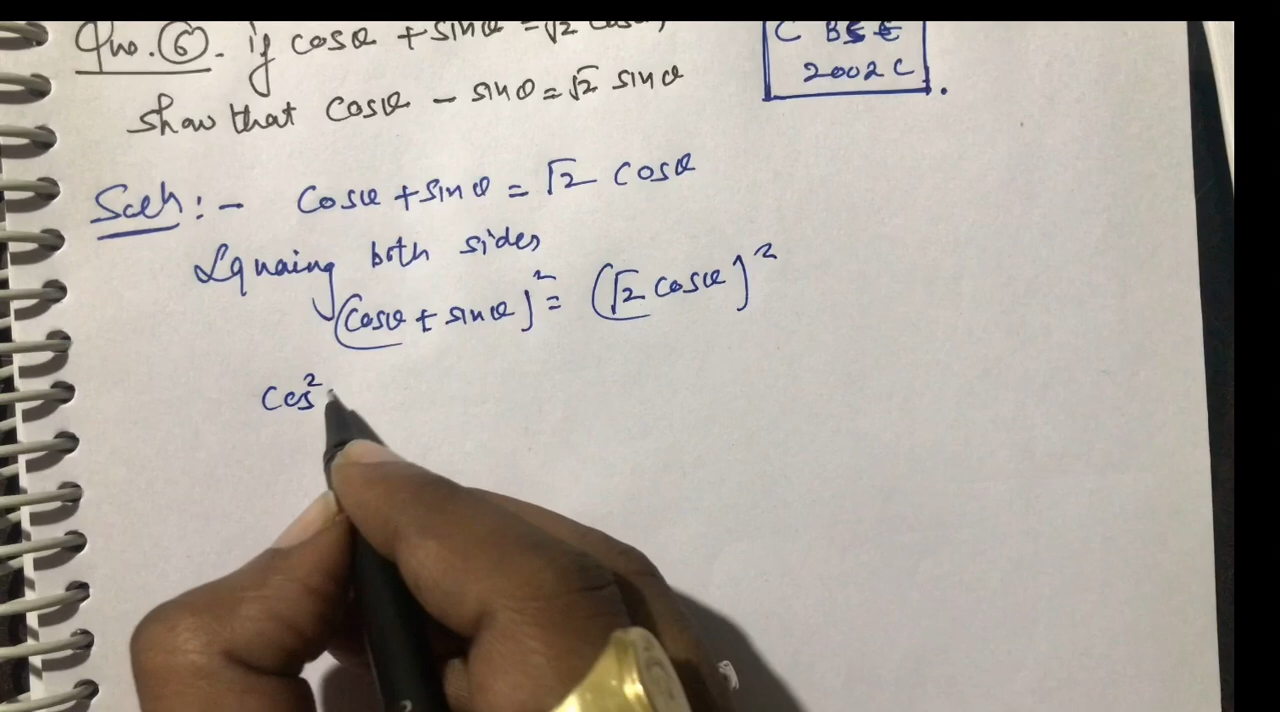 Que. 6. if cosθ + sinθ = √2 cosθ,
show that cosθ - sinθ = √2 sinθ
CBSE
2002C.
Soln:- cosθ + sinθ = √2 cosθ
Squaing both sides
(cosθ + sinθ)² = (√2 cosθ)²
cos²